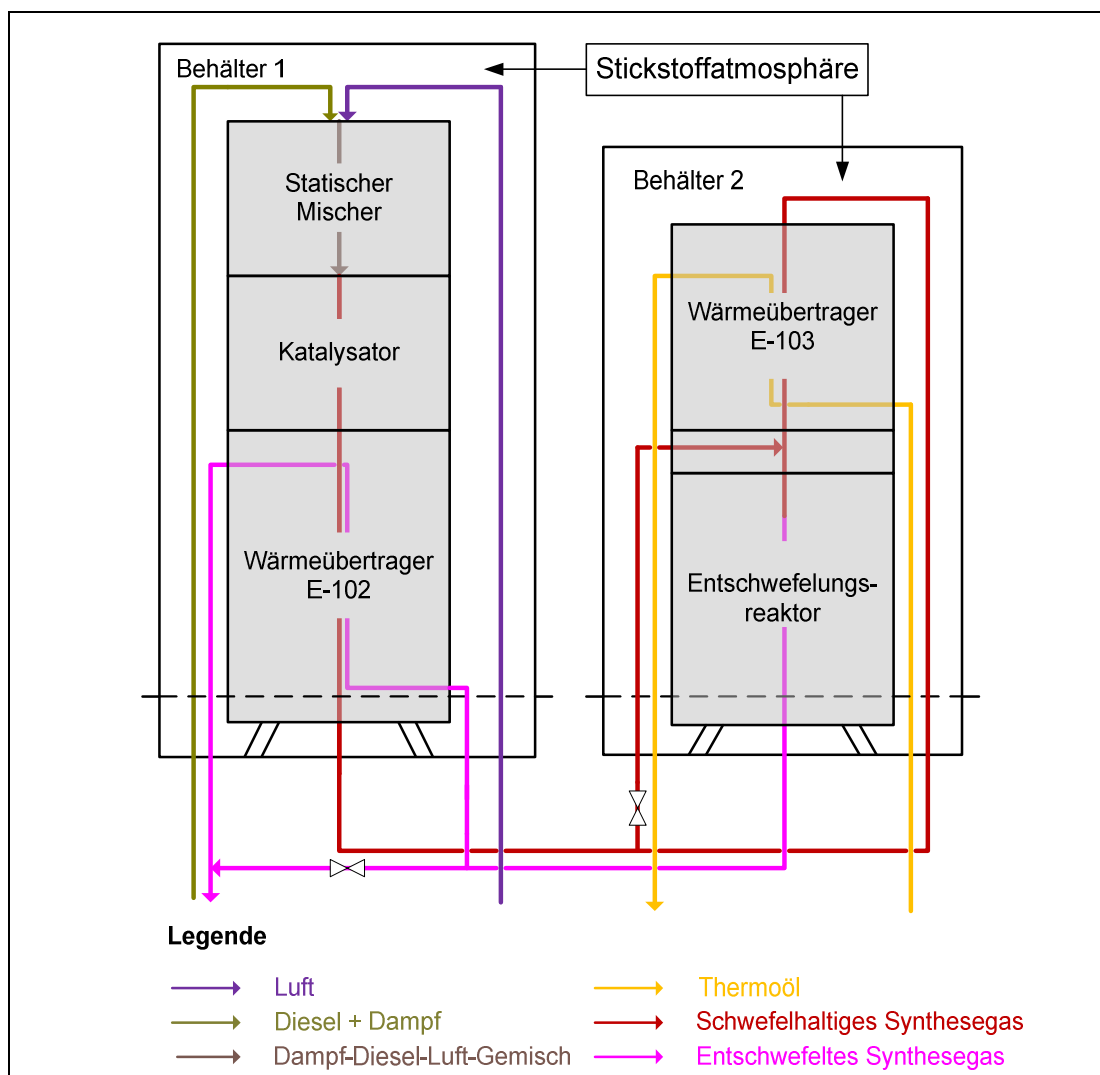 Behälter 1
Stickstoffatmosphäre
Statischer
Mischer
Katalysator
Wärmeübertrager
E-102
Behälter 2
Wärmeübertrager
E-103
Entschwefelungs-
reaktor
Legende
Luft
Diesel + Dampf
Dampf-Diesel-Luft-Gemisch
Thermoöl
Schwefelhaltiges Synthesegas
Entschwefeltes Synthesegas